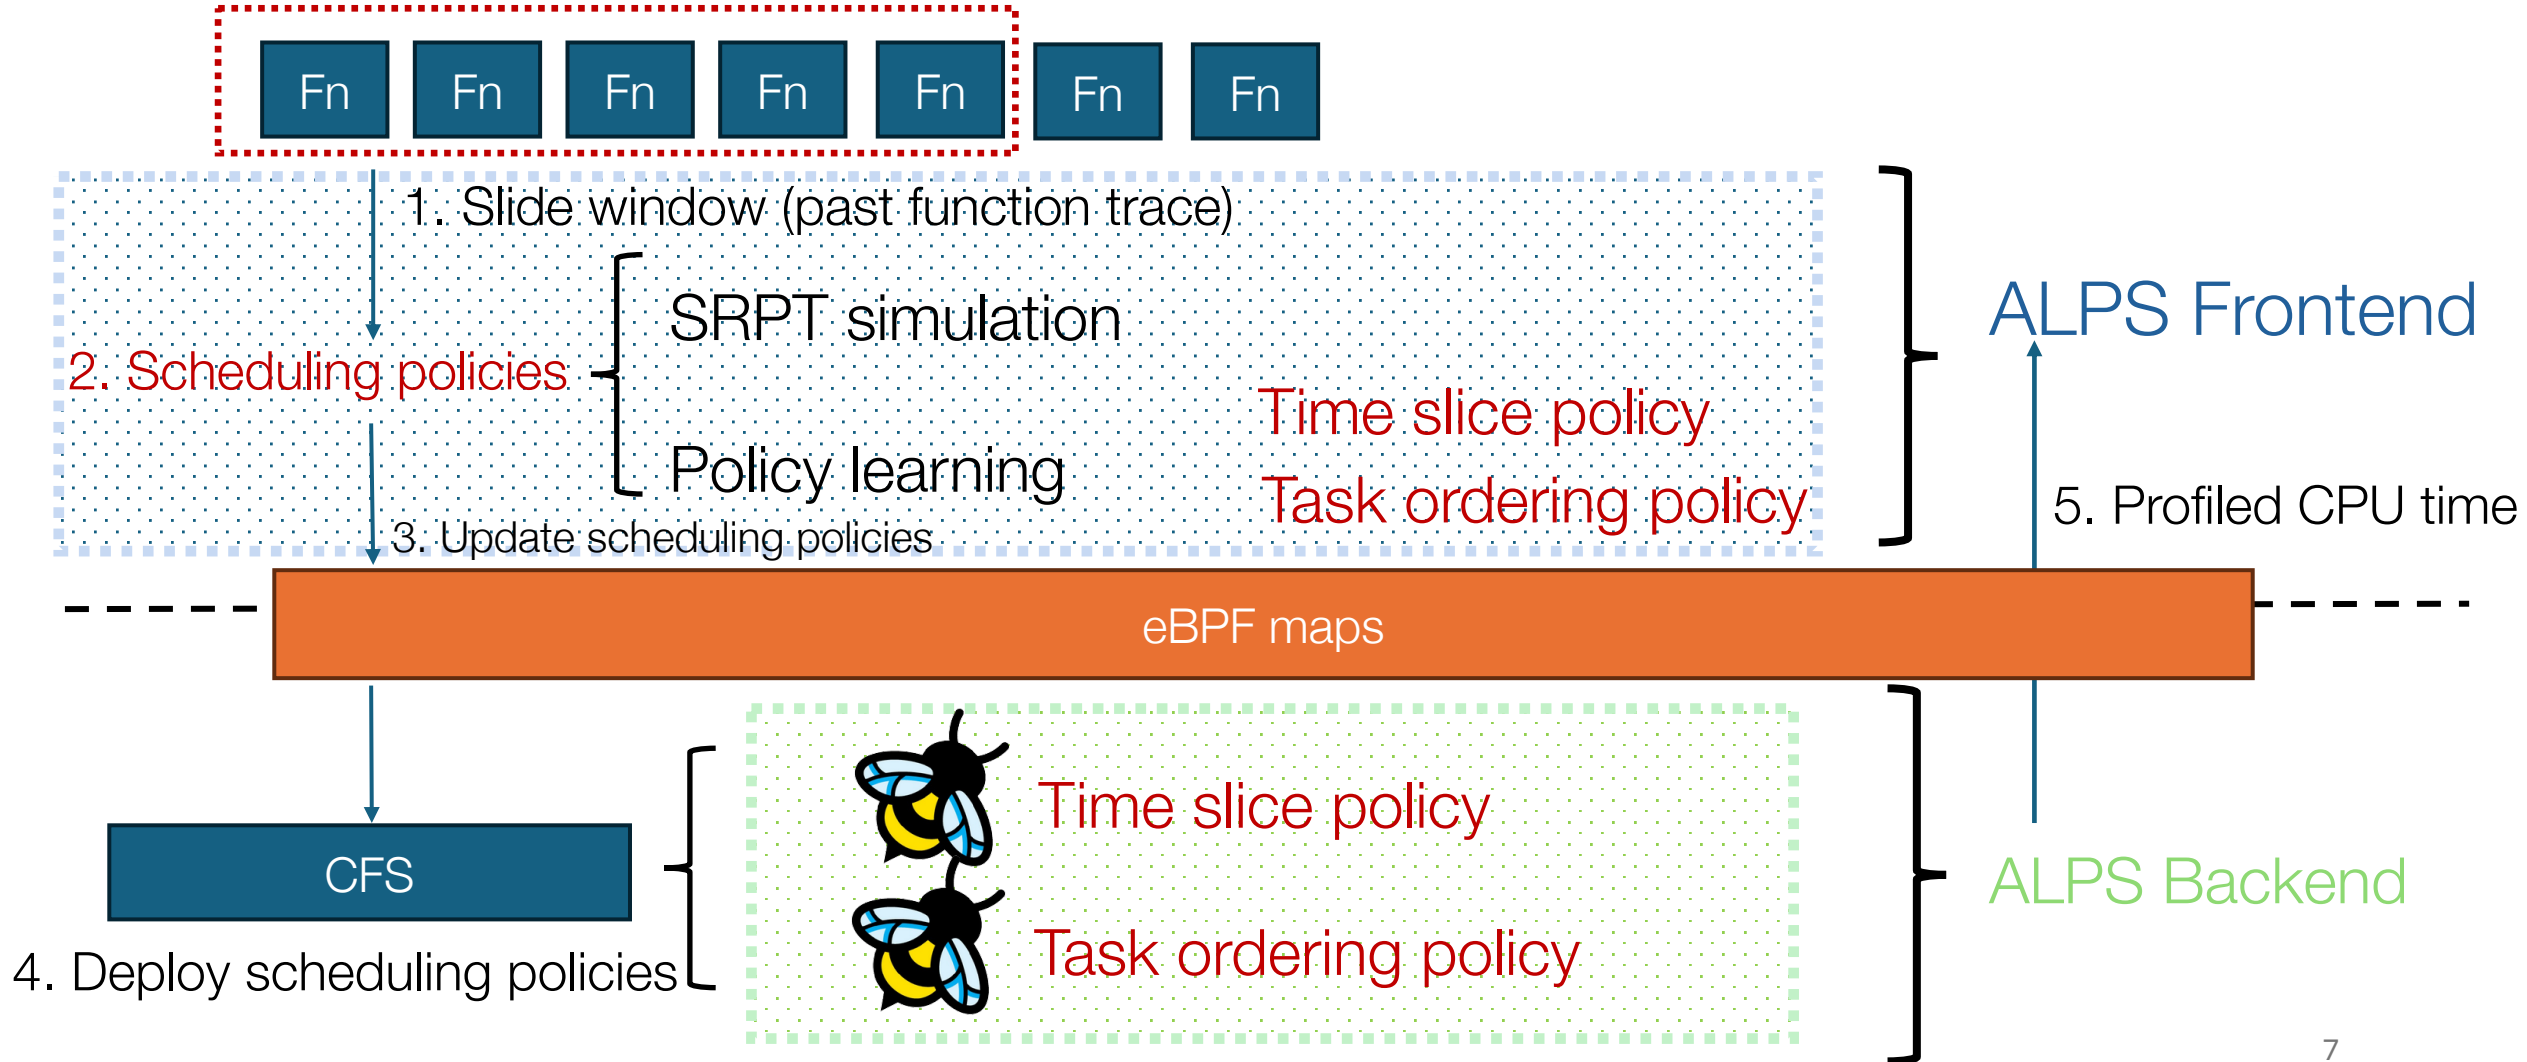 Fn Fn Fn Fn Fn Fn Fn
1. Slide window (past function trace)
SRPT simulation
ALPS Frontend
2. Scheduling policies
Time slice policy
Policy learning
Task ordering policy
5. Profiled CPU time
3. Update scheduling policies
eBPF maps
Time slice policy
CFS
ALPS Backend
Task ordering policy
4. Deploy scheduling policies
7